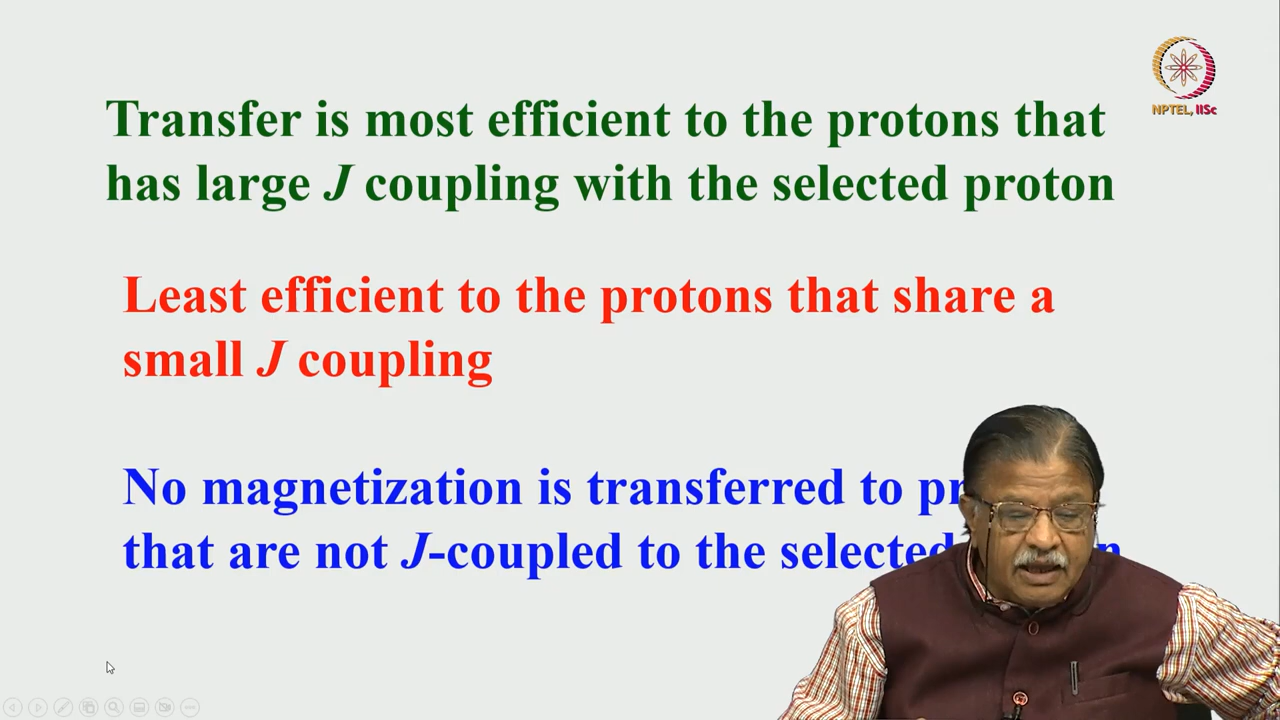 NPTEL, IISc
Transfer is most efficient to the protons that
has large J coupling with the selected proton
Least efficient to the protons that share a
small J coupling
No magnetization is transferred to
that are not J-coupled to the selected